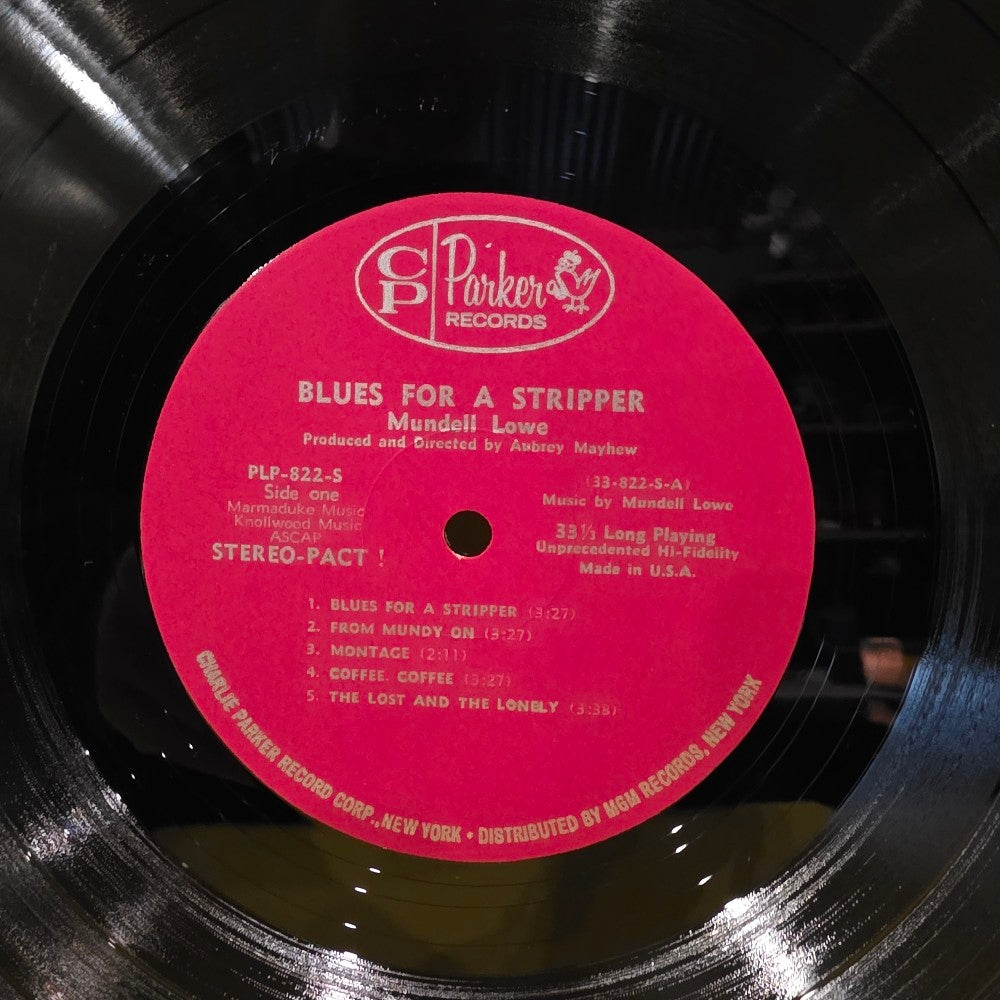 CP Parker
RECORDS
BLUES FOR A STRIPPER
Mundell Lowe
Produced and Directed by Aubrey Mayhew
PLP-822-S
Side one
Marmaduke Music
Knollwood Music
ASCAP
STEREO-PACT !
(33-822-S-A)
Music by Mundell Lowe
33⅓ Long Playing
Unprecedented Hi-Fidelity
Made in U.S.A.
1. BLUES FOR A STRIPPER (3:27)
2. FROM MUNDY ON (3:27)
3. MONTAGE (2:11)
4. COFFEE, COFFEE (3:27)
5. THE LOST AND THE LONELY (3:38)
CHARLIE PARKER RECORD CORP., NEW YORK • DISTRIBUTED BY MGM RECORDS, NEW YORK